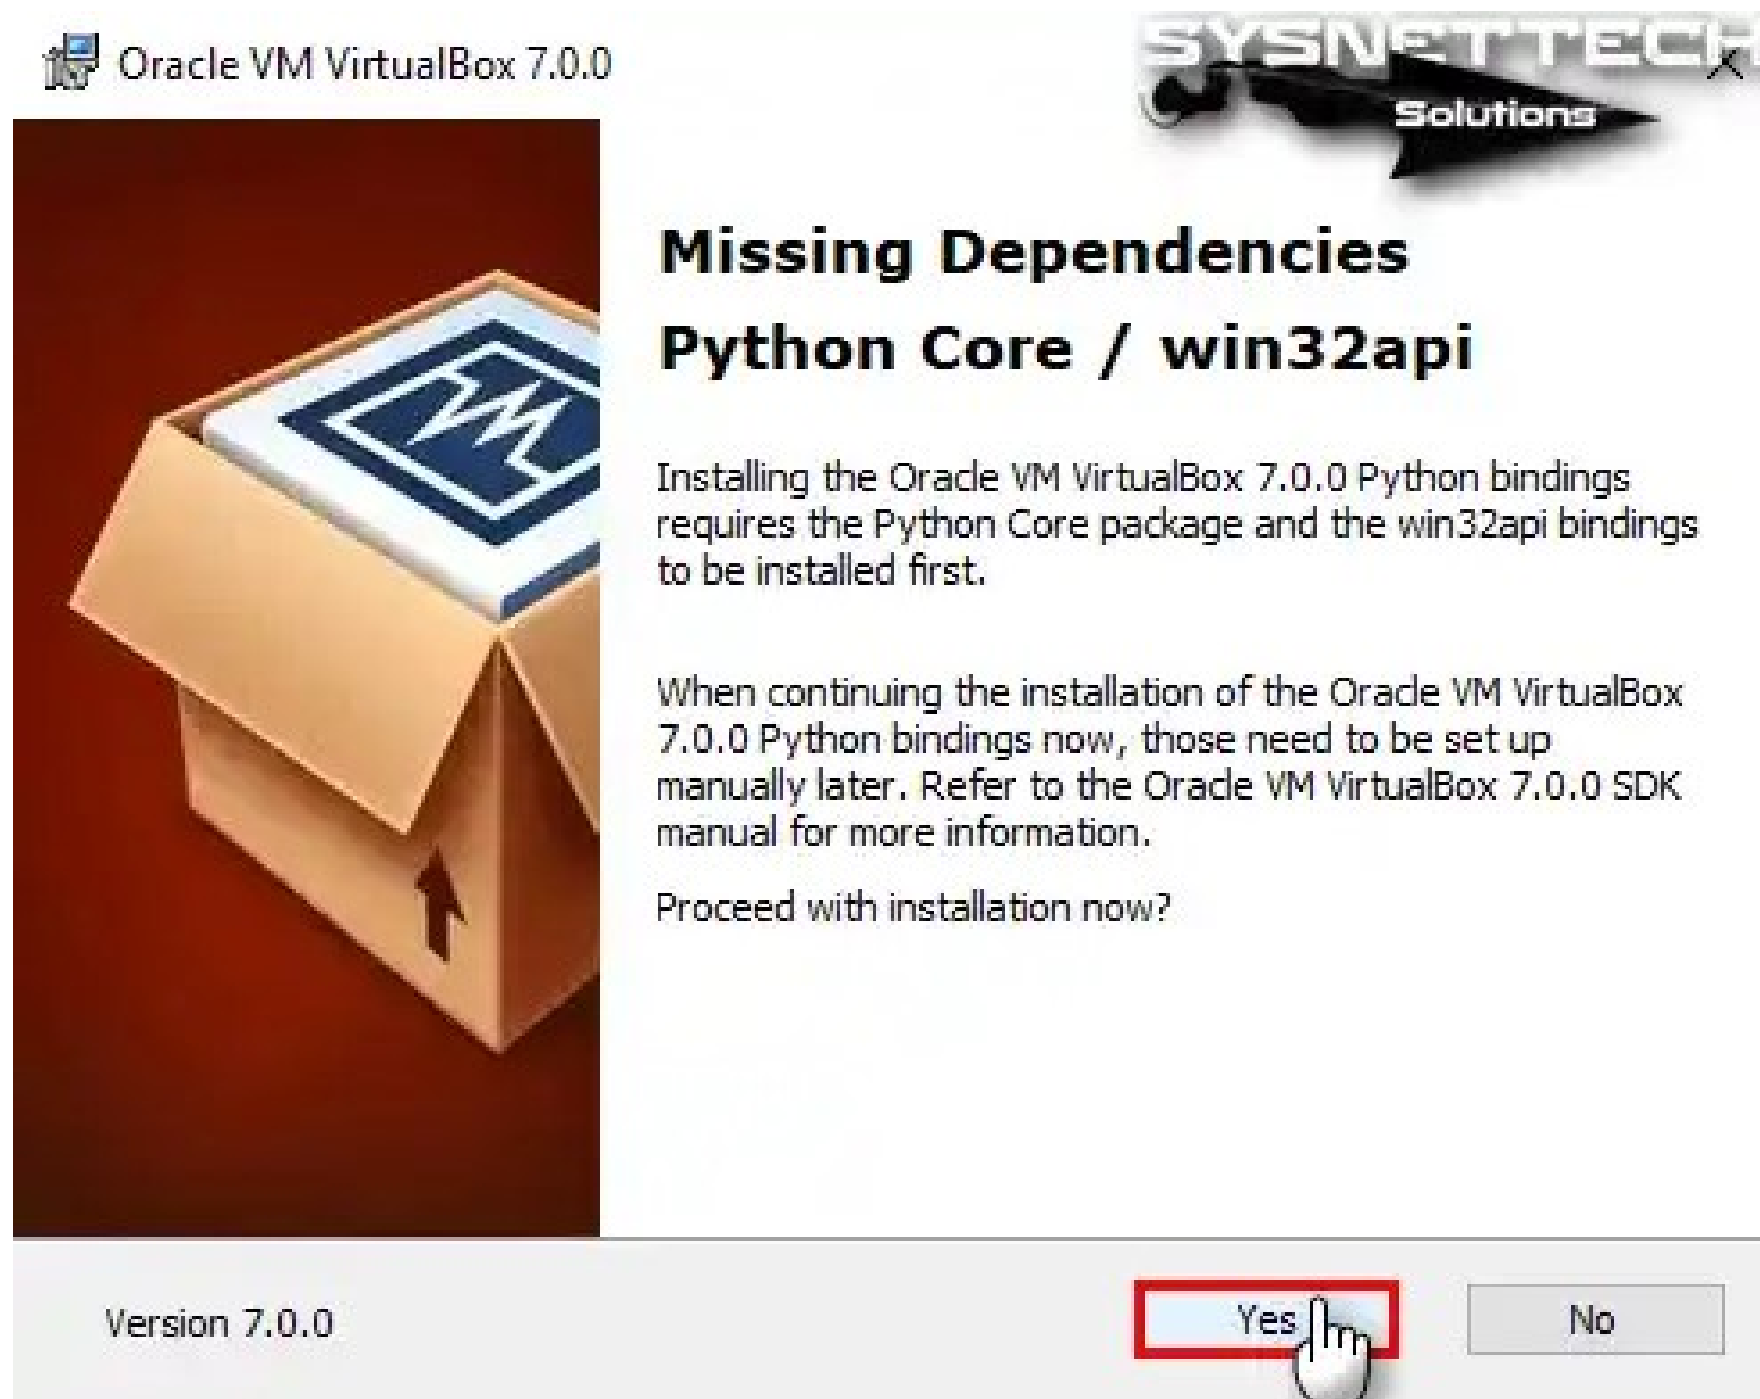 Oracle VM VirtualBox 7.0.0
SYSNETTECH
Solutions
Missing Dependencies
Python Core / win32api
Installing the Oracle VM VirtualBox 7.0.0 Python bindings
requires the Python Core package and the win32api bindings
to be installed first.
When continuing the installation of the Oracle VM VirtualBox
7.0.0 Python bindings now, those need to be set up
manually later. Refer to the Oracle VM VirtualBox 7.0.0 SDK
manual for more information.
Proceed with installation now?
Version 7.0.0
Yes
No